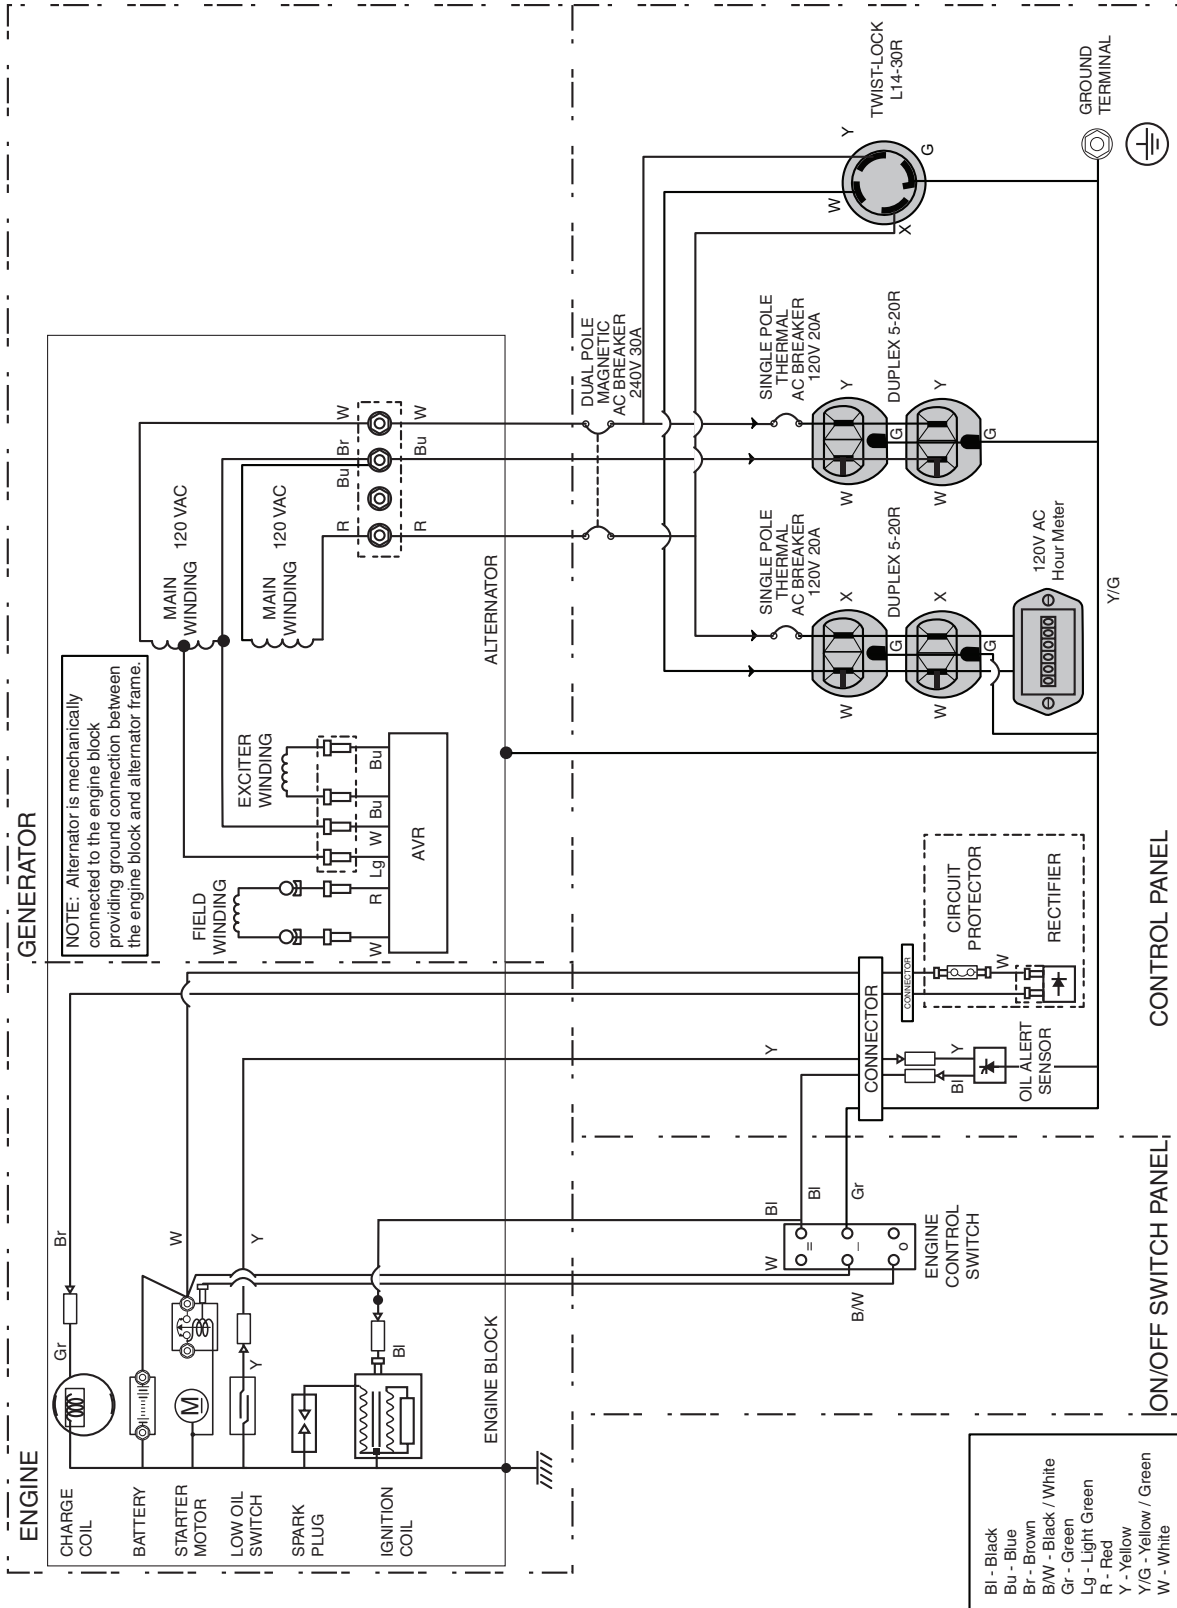 ENGINE
CHARGE
COIL
Gr
Br
BATTERY
STARTER
MOTOR
M
W
LOW OIL
SWITCH
Y
Y
SPARK
PLUG
IGNITION
COIL
Bl
ENGINE BLOCK
GENERATOR
NOTE: Alternator is mechanically
connected to the engine block
providing ground connection between
the engine block and alternator frame.
FIELD
WINDING
EXCITER
WINDING
W
R
Lg
W
Bu
Bu
AVR
MAIN
WINDING
120 VAC
MAIN
WINDING
120 VAC
R
Bu
Br
W
R
Bu
W
ALTERNATOR
Bl
W
Bl
Gr
B/W
II
I
O
ENGINE
CONTROL
SWITCH
ON/OFF SWITCH PANEL
Y
CONNECTOR
CONNECTOR
Bl
Y
OIL ALERT
SENSOR
CIRCUIT
PROTECTOR
W
RECTIFIER
CONTROL PANEL
DUAL POLE
MAGNETIC
AC BREAKER
240V 30A
SINGLE POLE
THERMAL
AC BREAKER
120V 20A
W
X
G
DUPLEX 5-20R
W
X
G
120V AC
Hour Meter
00000
SINGLE POLE
THERMAL
AC BREAKER
120V 20A
W
Y
G
DUPLEX 5-20R
W
Y
G
Y/G
W
Y
X
G
TWIST-LOCK
L14-30R
GROUND
TERMINAL
Bl - Black
Bu - Blue
Br - Brown
B/W - Black / White
Gr - Green
Lg - Light Green
R - Red
Y - Yellow
Y/G - Yellow / Green
W - White